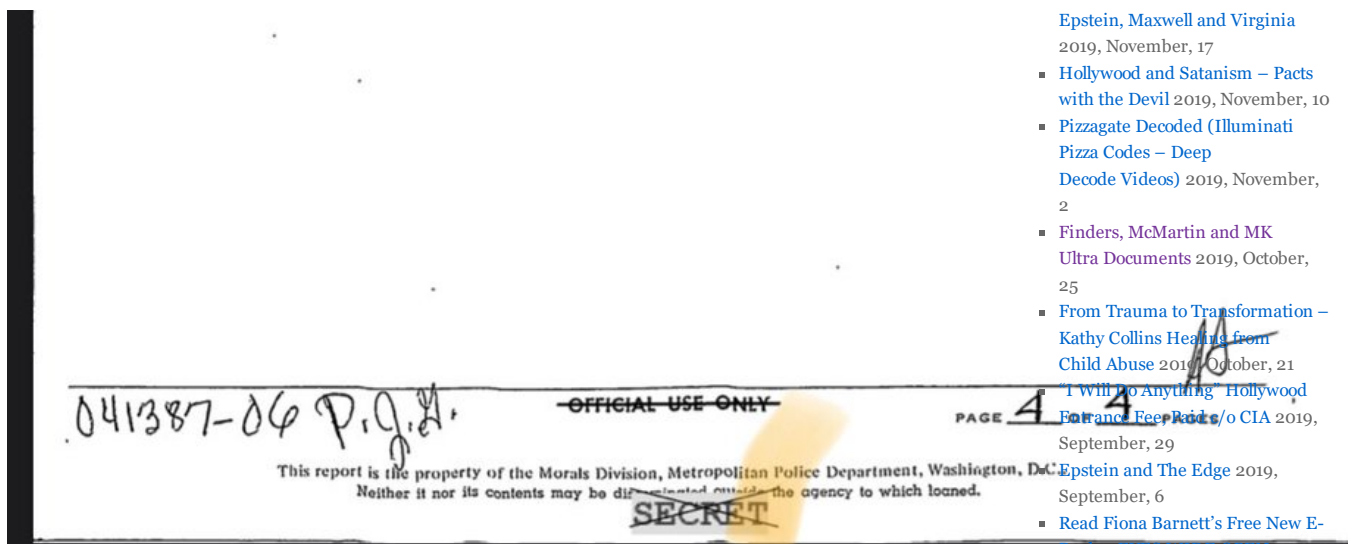 Epstein, Maxwell and Virginia
2019, November, 17
Hollywood and Satanism – Pacts
with the Devil 2019, November, 10
Pizzagate Decoded (Illuminati
Pizza Codes – Deep
Decode Videos) 2019, November,
2
Finders, McMartin and MK
Ultra Documents 2019, October,
25
From Trauma to Transformation –
Kathy Collins Healing from
Child Abuse 2019, October, 21
“I Will Do Anything” Hollywood
Entrance Fee, Paid c/o CIA 2019,
September, 29
Epstein and The Edge 2019,
September, 6
Read Fiona Barnett’s Free New E-
041387-06 P.J.H.
OFFICIAL USE ONLY
PAGE 4 OF 4 PAGES
This report is the property of the Morals Division, Metropolitan Police Department, Washington, D.C.
Neither it nor its contents may be disseminated outside the agency to which loaned.
SECRET